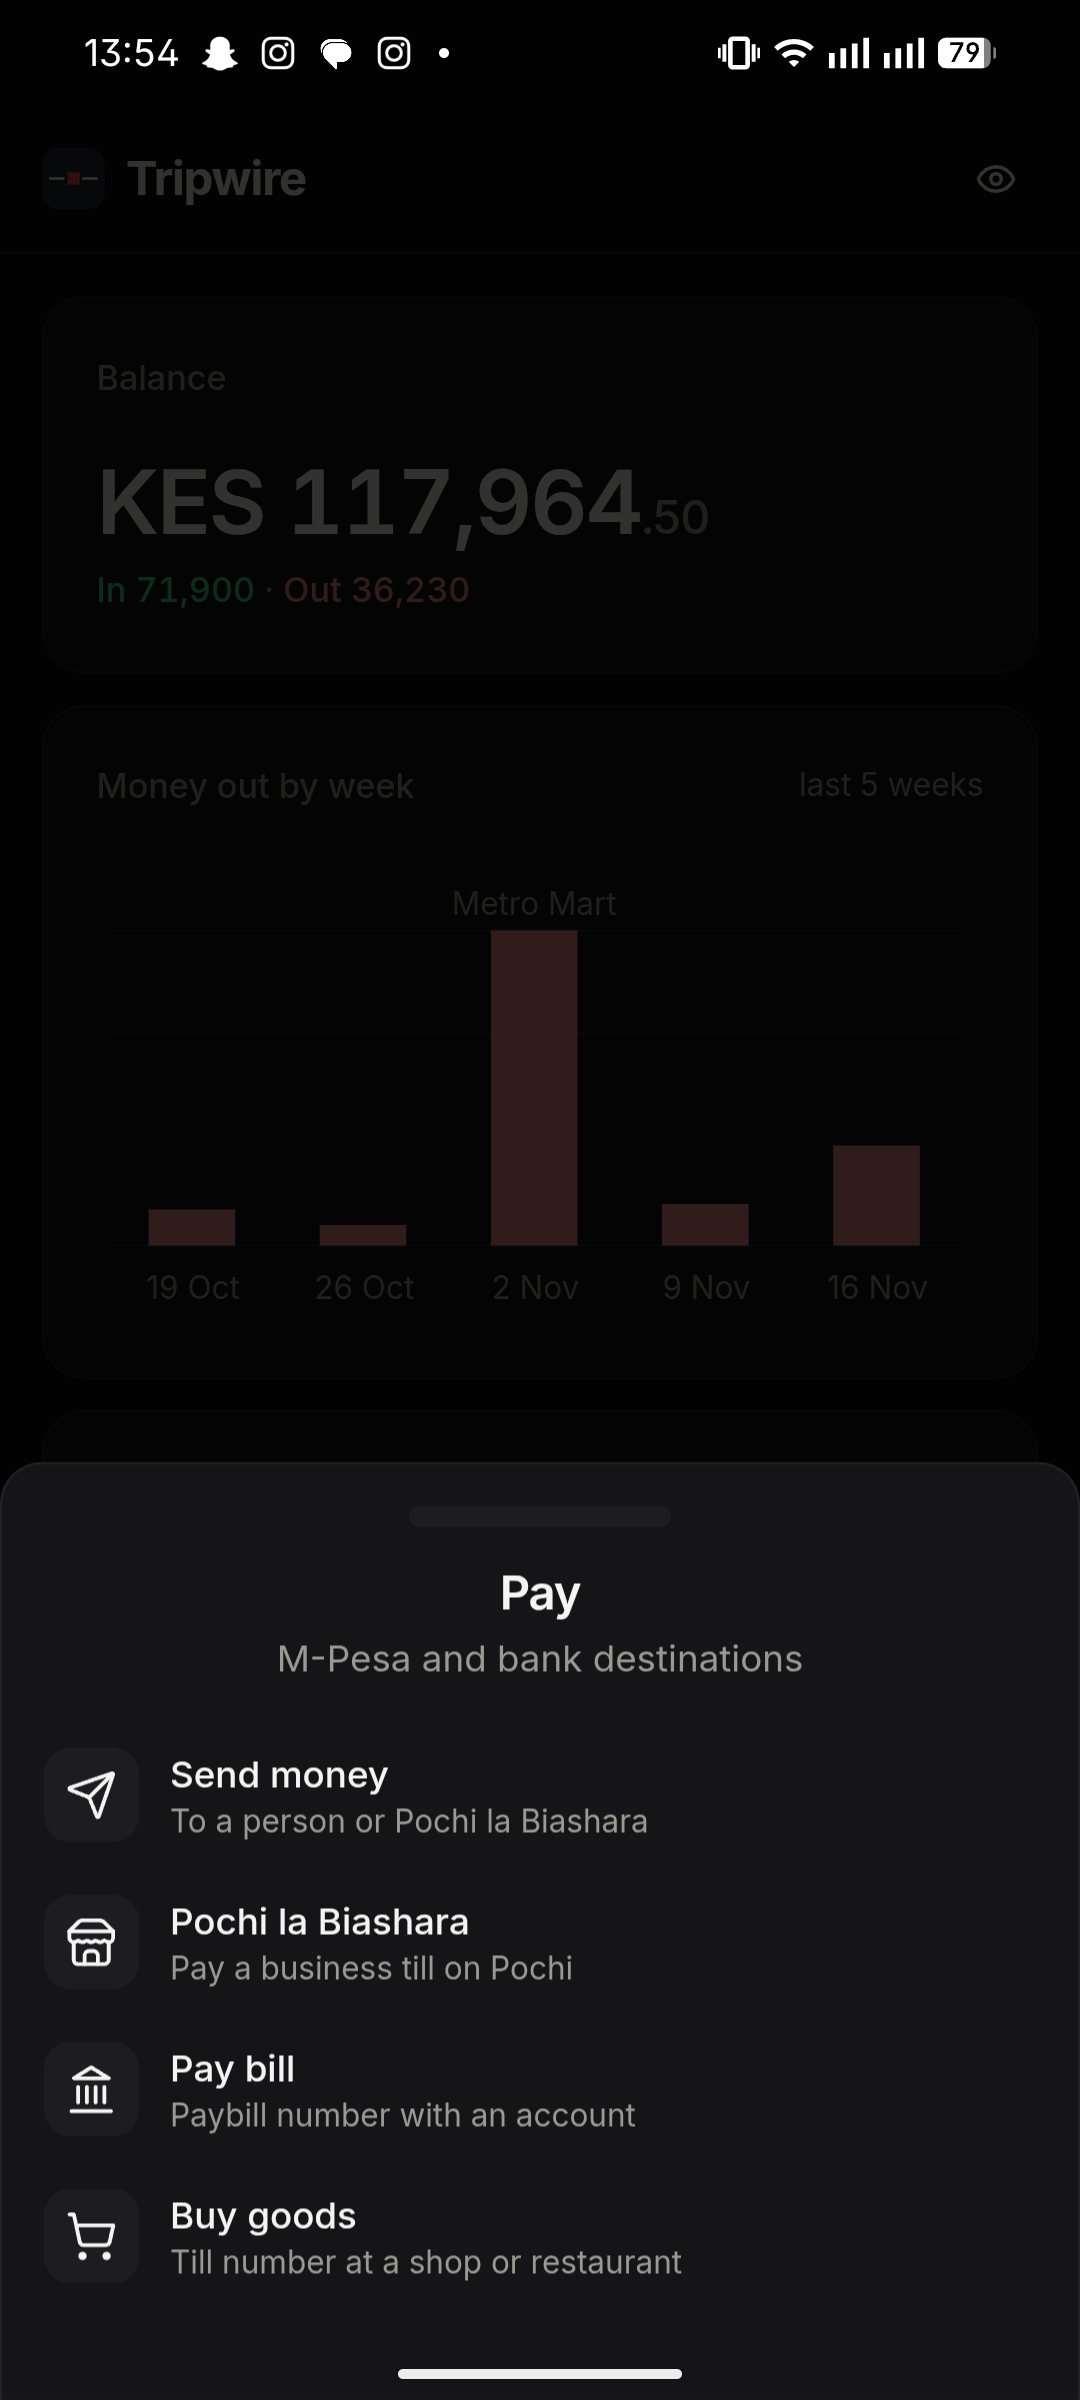 13:54
79
Tripwire
Balance
KES 117,964.50
In 71,900 · Out 36,230
Money out by week
last 5 weeks
Metro Mart
19 Oct
26 Oct
2 Nov
9 Nov
16 Nov
Pay
M-Pesa and bank destinations
Send money
To a person or Pochi la Biashara
Pochi la Biashara
Pay a business till on Pochi
Pay bill
Paybill number with an account
Buy goods
Till number at a shop or restaurant